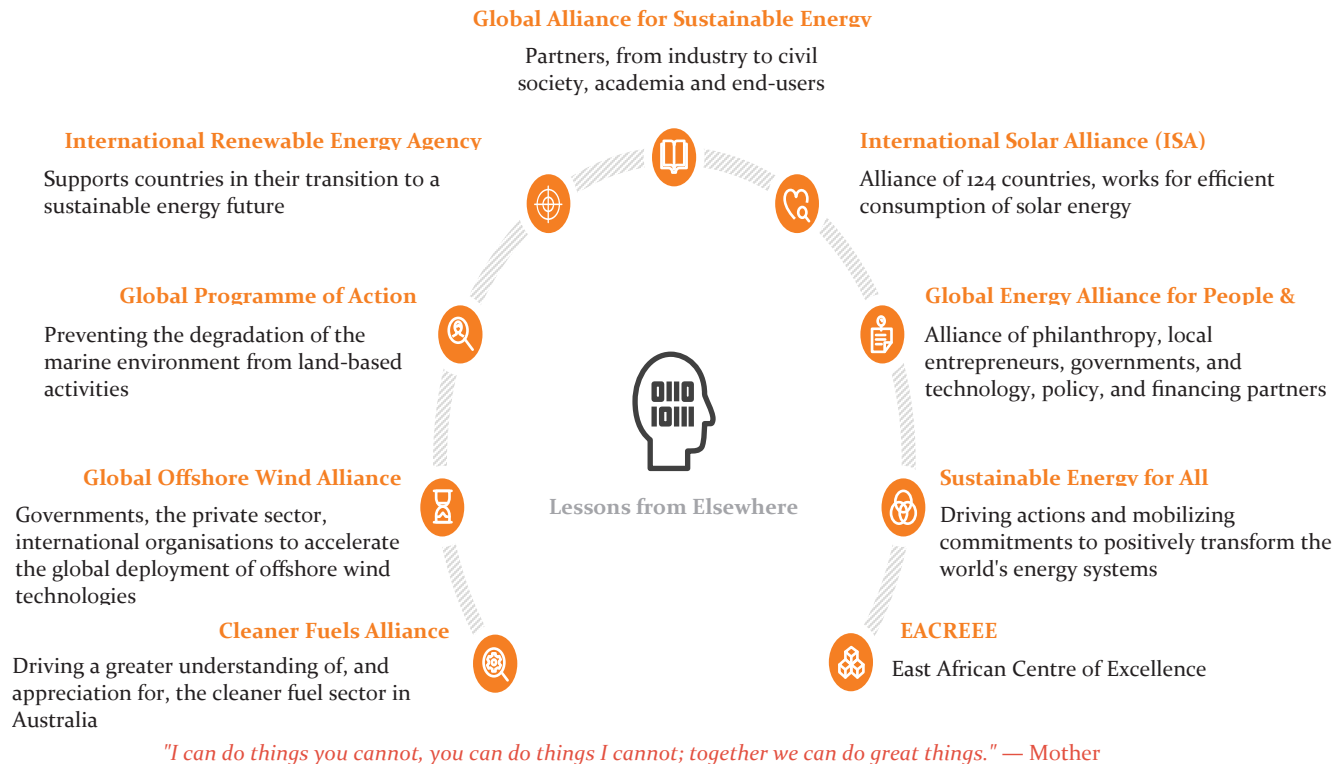 Global Alliance for Sustainable Energy
Partners, from industry to civil
society, academia and end-users
International Renewable Energy Agency
Supports countries in their transition to a
sustainable energy future
International Solar Alliance (ISA)
Alliance of 124 countries, works for efficient
consumption of solar energy
Global Programme of Action
Preventing the degradation of the
marine environment from land-based
activities
Global Energy Alliance for People &
Alliance of philanthropy, local
entrepreneurs, governments, and
technology, policy, and financing partners
0110
10111
Lessons from Elsewhere
Global Offshore Wind Alliance
Governments, the private sector,
international organisations to accelerate
the global deployment of offshore wind
technologies
Sustainable Energy for All
Driving actions and mobilizing
commitments to positively transform the
world's energy systems
Cleaner Fuels Alliance
Driving a greater understanding of, and
appreciation for, the cleaner fuel sector in
Australia
EACREEE
East African Centre of Excellence
"I can do things you cannot, you can do things I cannot; together we can do great things." — Mother